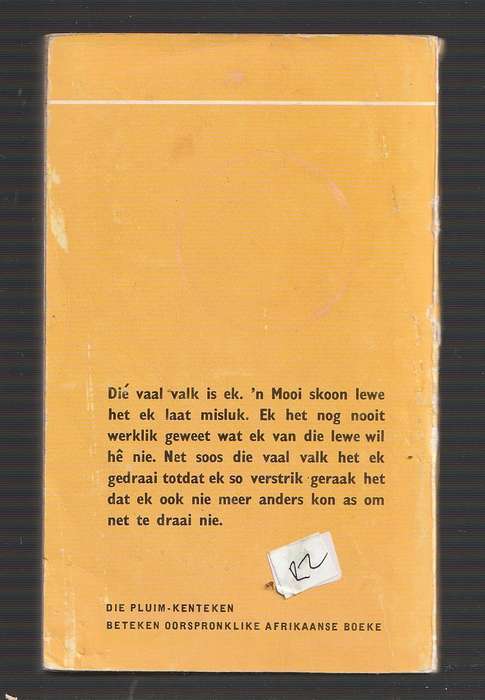 Dié vaal valk is ek. 'n Mooi skoon lewe
het ek laat misluk. Ek het nog nooit
werklik geweet wat ek van die lewe wil
hê nie. Net soos die vaal valk het ek
gedraai totdat ek so verstrik geraak het
dat ek ook nie meer anders kon as om
net te draai nie.
R2
DIE PLUIM-KENTEKEN
BETEKEN OORSPRONKLIKE AFRIKAANSE BOEKE